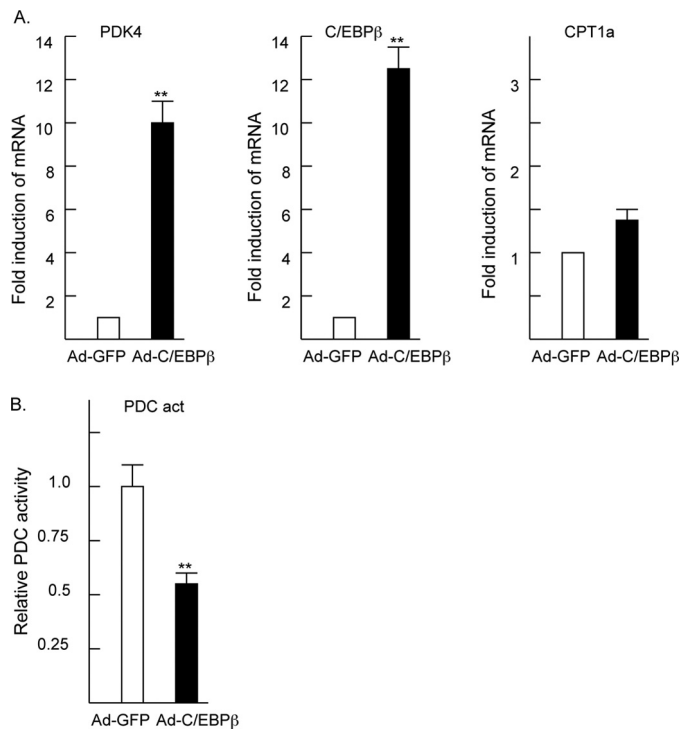 A.
PDK4
C/EBPβ
CPT1a
Fold induction of mRNA
14
12
10
8
6
4
2
**
Ad-GFP Ad-C/EBPβ
Fold induction of mRNA
14
12
10
8
6
4
2
**
Ad-GFP Ad-C/EBPβ
Fold induction of mRNA
3
2
1
Ad-GFP Ad-C/EBPβ
B.
PDC act
Relative PDC activity
1.0
0.75
0.5
0.25
**
Ad-GFP Ad-C/EBPβ